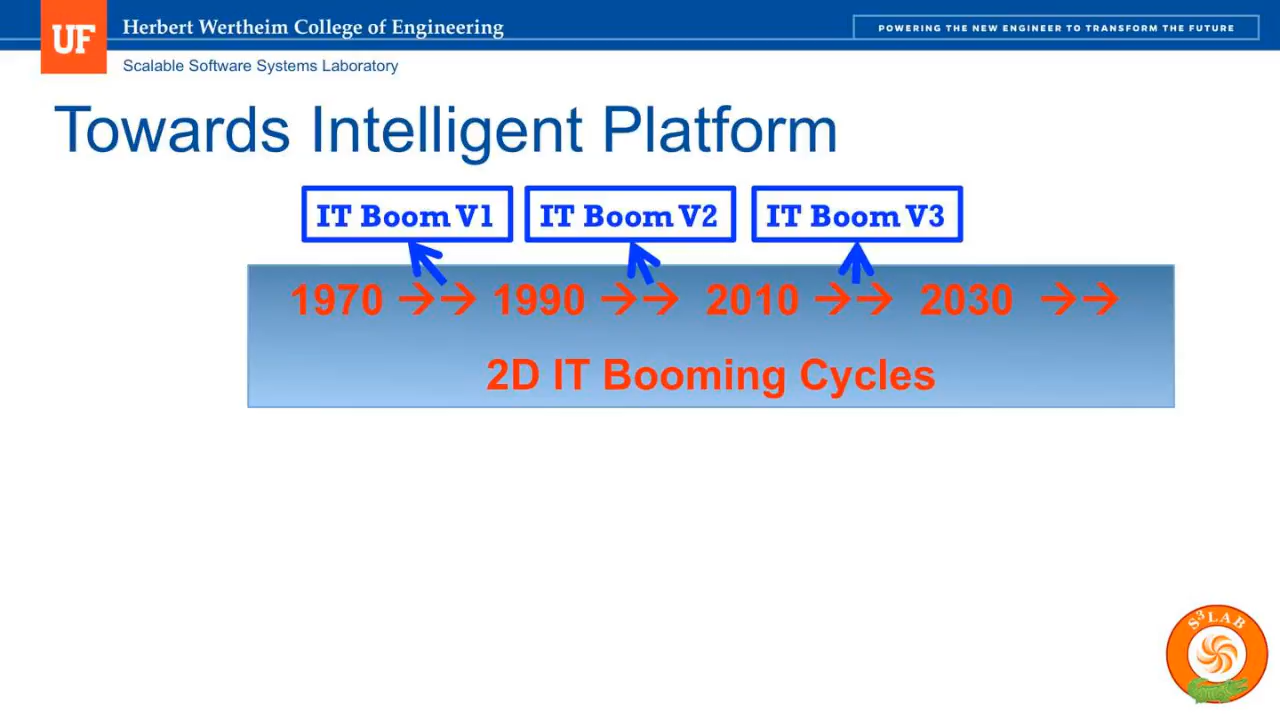 UF
Herbert Wertheim College of Engineering
POWERING THE NEW ENGINEER TO TRANSFORM THE FUTURE
Scalable Software Systems Laboratory
Towards Intelligent Platform
IT Boom V1 IT Boom V2 IT Boom V3
1970 →→ 1990 →→ 2010 →→ 2030 →→
2D IT Booming Cycles
S³LAB